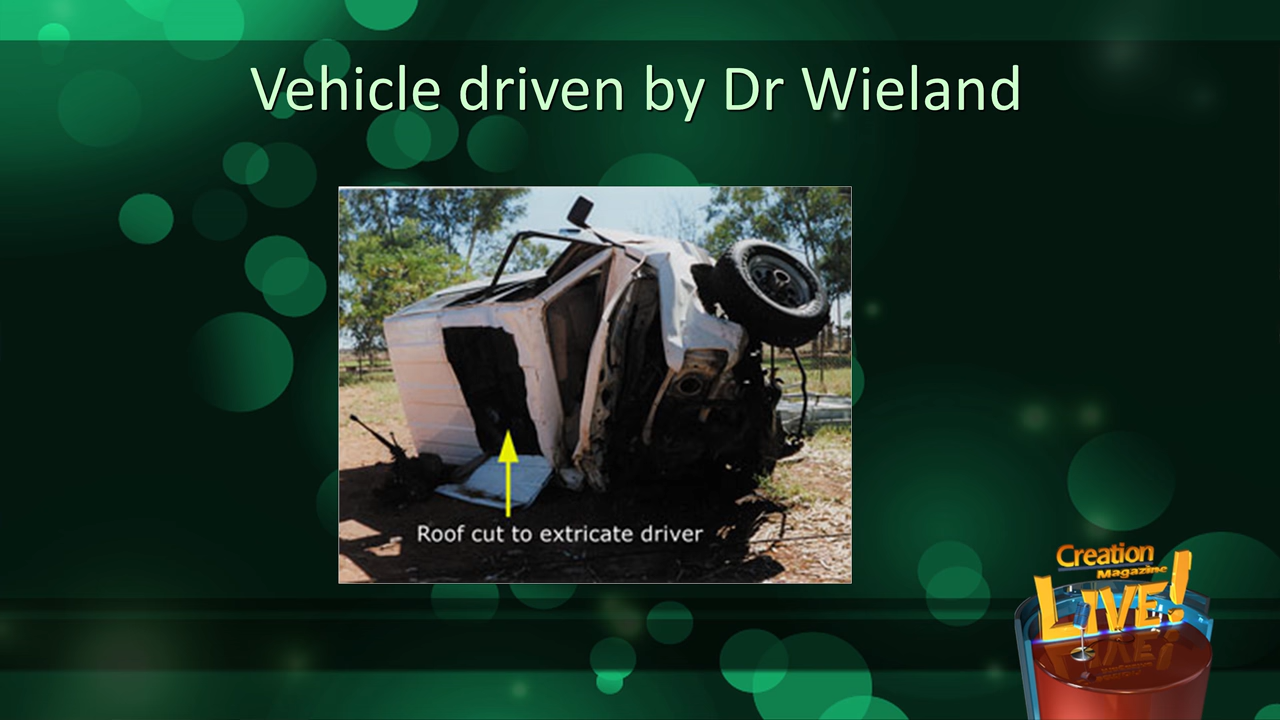 Vehicle driven by Dr Wieland
Roof cut to extricate driver
Creation
Magazine
LIVE!